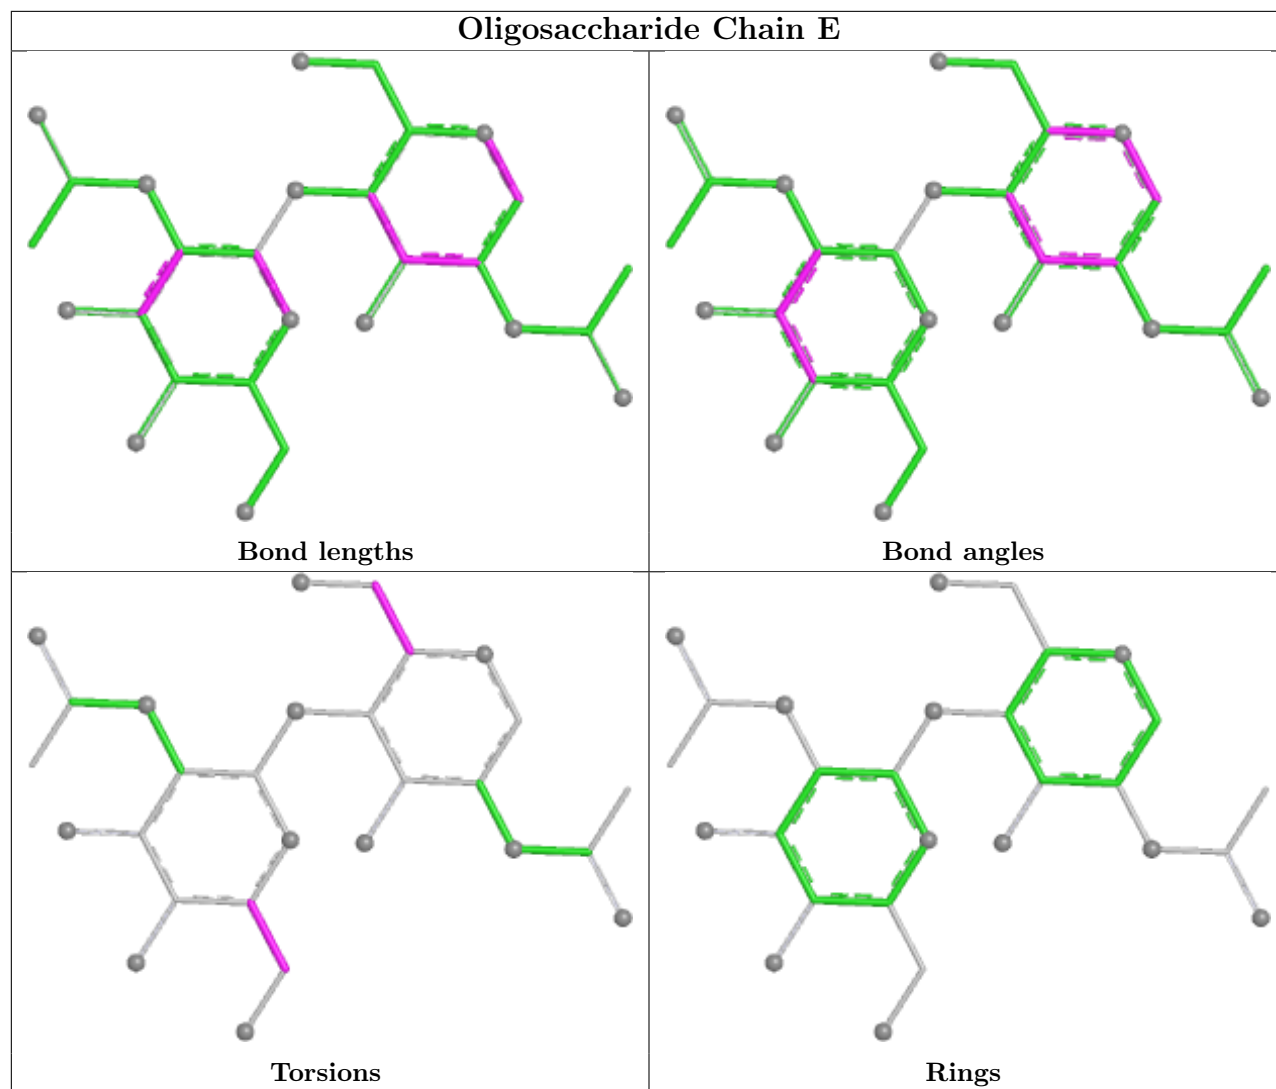 Oligosaccharide Chain E
Bond lengths
Bond angles
Torsions
Rings